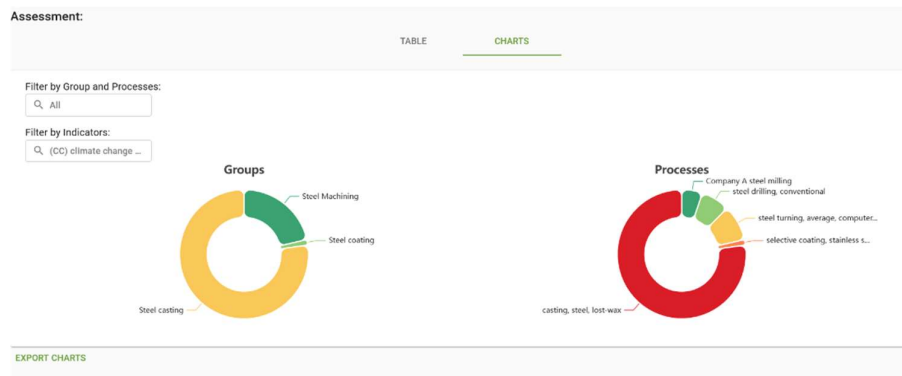 Assessment:
TABLE
CHARTS
Filter by Group and Processes:
All
Filter by Indicators:
(CC) climate change ...
Groups
Steel Machining
Steel coating
Steel casting
Processes
Company A steel milling
steel drilling, conventional
steel turning, average, computer...
selective coating, stainless s...
casting, steel, lost-wax
EXPORT CHARTS